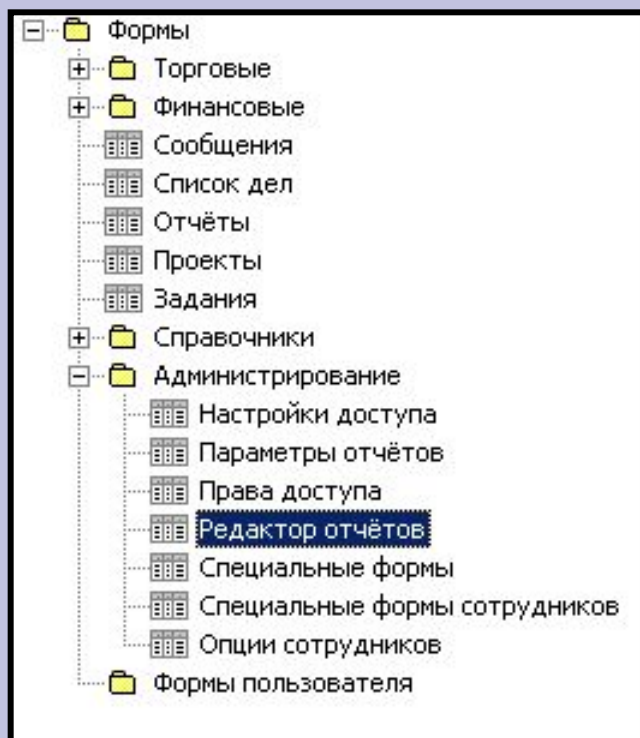 Формы
Торговые
Финансовые
Сообщения
Список дел
Отчёты
Проекты
Задания
Справочники
Администрирование
Настройки доступа
Параметры отчётов
Права доступа
Редактор отчётов
Специальные формы
Специальные формы сотрудников
Опции сотрудников
Формы пользователя